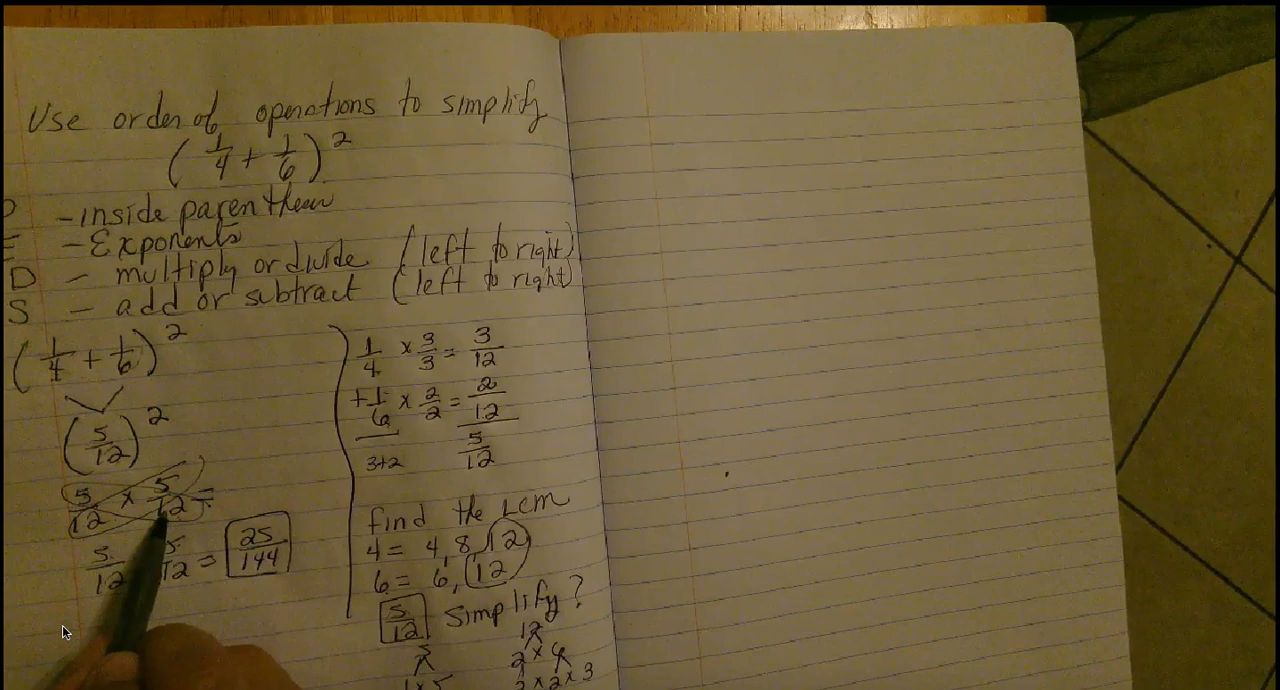 Use order of operations to simplify
(1/4 + 1/6)^2
P - inside parenthesis
E - Exponents
D - multiply or divide (left to right)
S - add or subtract (left to right)
(1/4 + 1/6)^2
(5/12)^2
5/12 × 5/12 =
5/12 5/12 = 25/144
1/4 × 3/3 = 3/12
+ 1/6 × 2/2 = 2/12
3+2 5/12
find the LCM
4 = 4, 8, 12
6 = 6, 12
5/12 simplify?
5 12
1 × 5 2 × 6
2 × 2 × 3